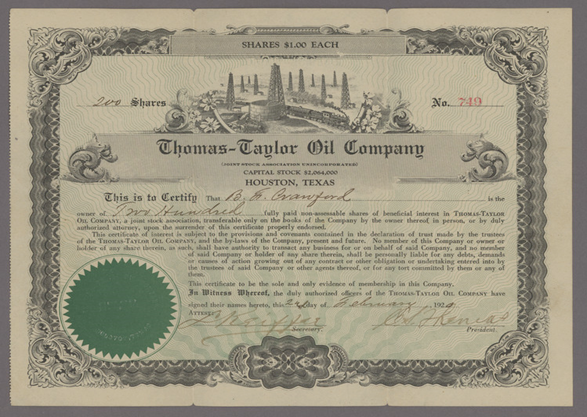 SHARES $1.00 EACH
200 Shares No. 749
Thomas-Taylor Oil Company
(JOINT STOCK ASSOCIATION UNINCORPORATED)
CAPITAL STOCK $2,064,000
HOUSTON, TEXAS
This is to Certify That B. H. Crawford is the
owner of Two Hundred fully paid non-assessable shares of beneficial interest in THOMAS-TAYLOR
OIL COMPANY, a joint stock association, transferable only on the books of the Company by the owner thereof in person, or by duly
authorized attorney, upon the surrender of this certificate properly endorsed.
This certificate of interest is subject to the provisions and covenants contained in the declaration of trust made by the trustees
of the THOMAS-TAYLOR OIL COMPANY, and the by-laws of the Company, present and future. No member of this Company or owner or
holder of any share therein, as such, shall have authority to transact any business for or on behalf of said Company, and no member
of said Company or holder of any share therein, shall be personally liable for any debts, demands
or causes of action growing out of any contract or other obligation or undertaking entered into by
the trustees of said Company or other agents thereof, or for any tort committed by them or any of
them.
This certificate to be the sole and only evidence of membership in this Company.
In Witness Whereof, the duly authorized officers of the THOMAS-TAYLOR OIL COMPANY have
signed their names hereto, this day of February 1920
ATTEST:
Secretary. President.